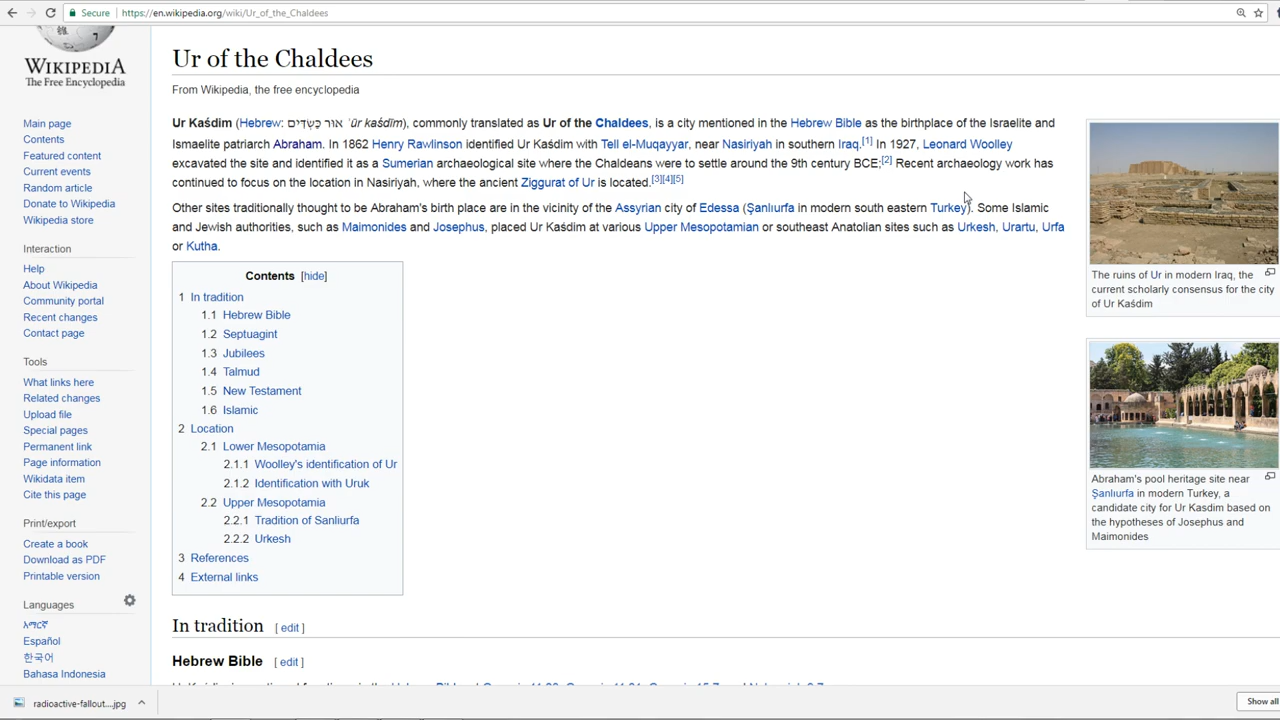 Secure
https://en.wikipedia.org/wiki/Ur_of_the_Chaldees
WIKIPEDIA
The Free Encyclopedia
Main page
Contents
Featured content
Current events
Random article
Donate to Wikipedia
Wikipedia store
Interaction
Help
About Wikipedia
Community portal
Recent changes
Contact page
Tools
What links here
Related changes
Upload file
Special pages
Permanent link
Page information
Wikidata item
Cite this page
Print/export
Create a book
Download as PDF
Printable version
Languages
አማርኛ
Español
한국어
Bahasa Indonesia
Ur of the Chaldees
From Wikipedia, the free encyclopedia
Ur Kaśdim (Hebrew: אוּר כַּשְׂדִּים ʾūr kaśdīm), commonly translated as Ur of the Chaldees, is a city mentioned in the Hebrew Bible as the birthplace of the Israelite and
Ismaelite patriarch Abraham. In 1862 Henry Rawlinson identified Ur Kaśdim with Tell el-Muqayyar, near Nasiriyah in southern Iraq.[1] In 1927, Leonard Woolley
excavated the site and identified it as a Sumerian archaeological site where the Chaldeans were to settle around the 9th century BCE;[2] Recent archaeology work has
continued to focus on the location in Nasiriyah, where the ancient Ziggurat of Ur is located.[3][4][5]
Other sites traditionally thought to be Abraham's birth place are in the vicinity of the Assyrian city of Edessa (Şanlıurfa in modern south eastern Turkey). Some Islamic
and Jewish authorities, such as Maimonides and Josephus, placed Ur Kaśdim at various Upper Mesopotamian or southeast Anatolian sites such as Urkesh, Urartu, Urfa
or Kutha.
Contents [hide]
1 In tradition
1.1 Hebrew Bible
1.2 Septuagint
1.3 Jubilees
1.4 Talmud
1.5 New Testament
1.6 Islamic
2 Location
2.1 Lower Mesopotamia
2.1.1 Woolley's identification of Ur
2.1.2 Identification with Uruk
2.2 Upper Mesopotamia
2.2.1 Tradition of Sanliurfa
2.2.2 Urkesh
3 References
4 External links
In tradition [ edit ]
Hebrew Bible [ edit ]
The ruins of Ur in modern Iraq, the
current scholarly consensus for the city
of Ur Kaśdim
Abraham's pool heritage site near
Şanlıurfa in modern Turkey, a
candidate city for Ur Kasdim based on
the hypotheses of Josephus and
Maimonides
radioactive-fallout....jpg
Show all